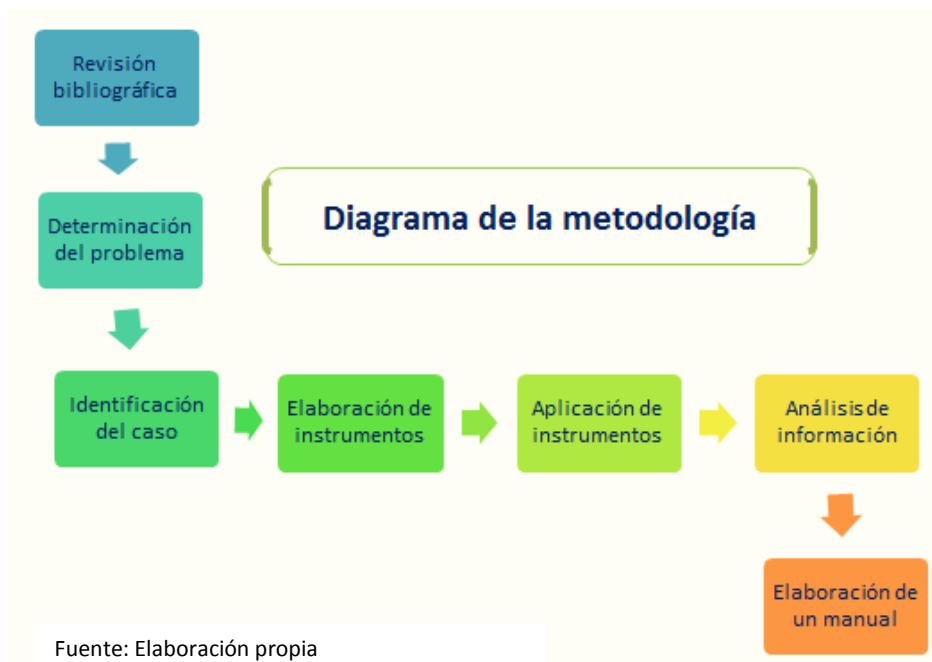 Revisión
bibliográfica
Determinación
del problema
Diagrama de la metodología
Identificación
del caso
Elaboración de
instrumentos
Aplicación de
instrumentos
Análisis de
información
Elaboración de
un manual
Fuente: Elaboración propia